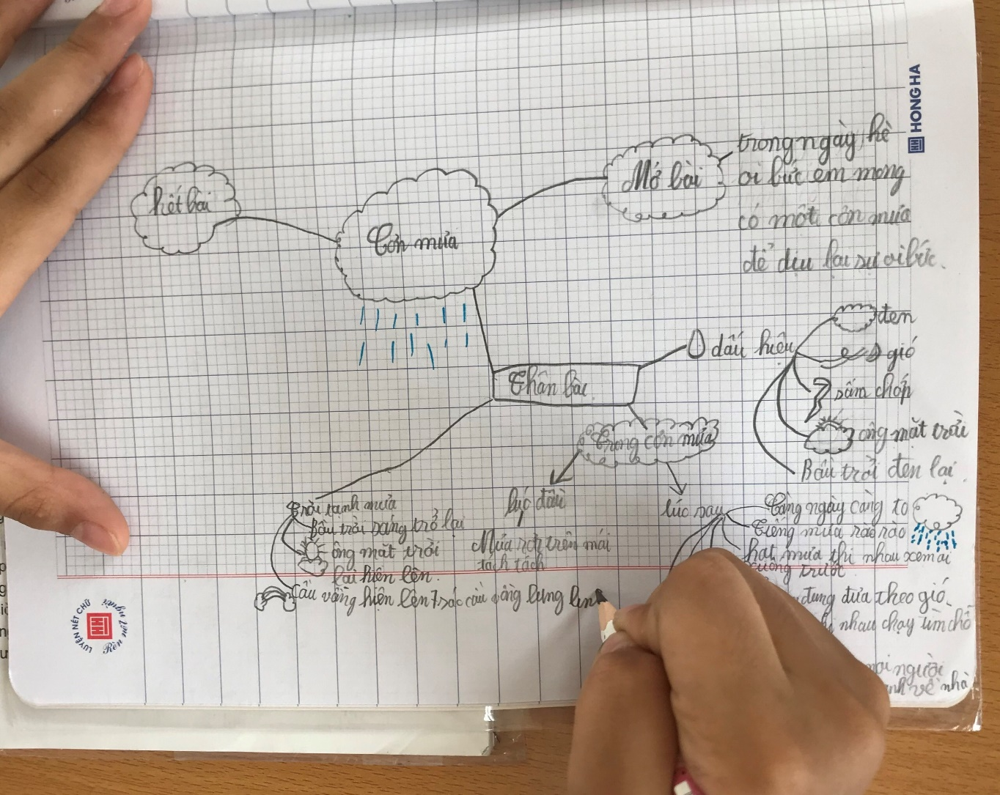 HONG HA
trong ngày hè
Mở bài
oi bức em mong
có một cơn mưa
để dịu lại sự oi bức.
kết bài
Cơn mưa
đen
dấu hiệu
gió
Thân bài
sấm chớp
ông mặt trời
Trong cơn mưa
Bầu trời đen lại
lúc đầu
lúc sau
Càng ngày càng to
Tiếng mưa rào rào
hạt mưa thi nhau xem ai
xuống trước
Mưa rơi trên mái
tách tách
Trời tạnh mưa
Bầu trời sáng trở lại
ông mặt trời
lại hiện lên.
Cầu vồng hiện lên 7 sắc cầu vồng lung linh
đung đưa theo gió.
nhau chạy tìm chỗ
mọi người
về nhà
LUYỆN NÉT CHỮ
Rèn nết người